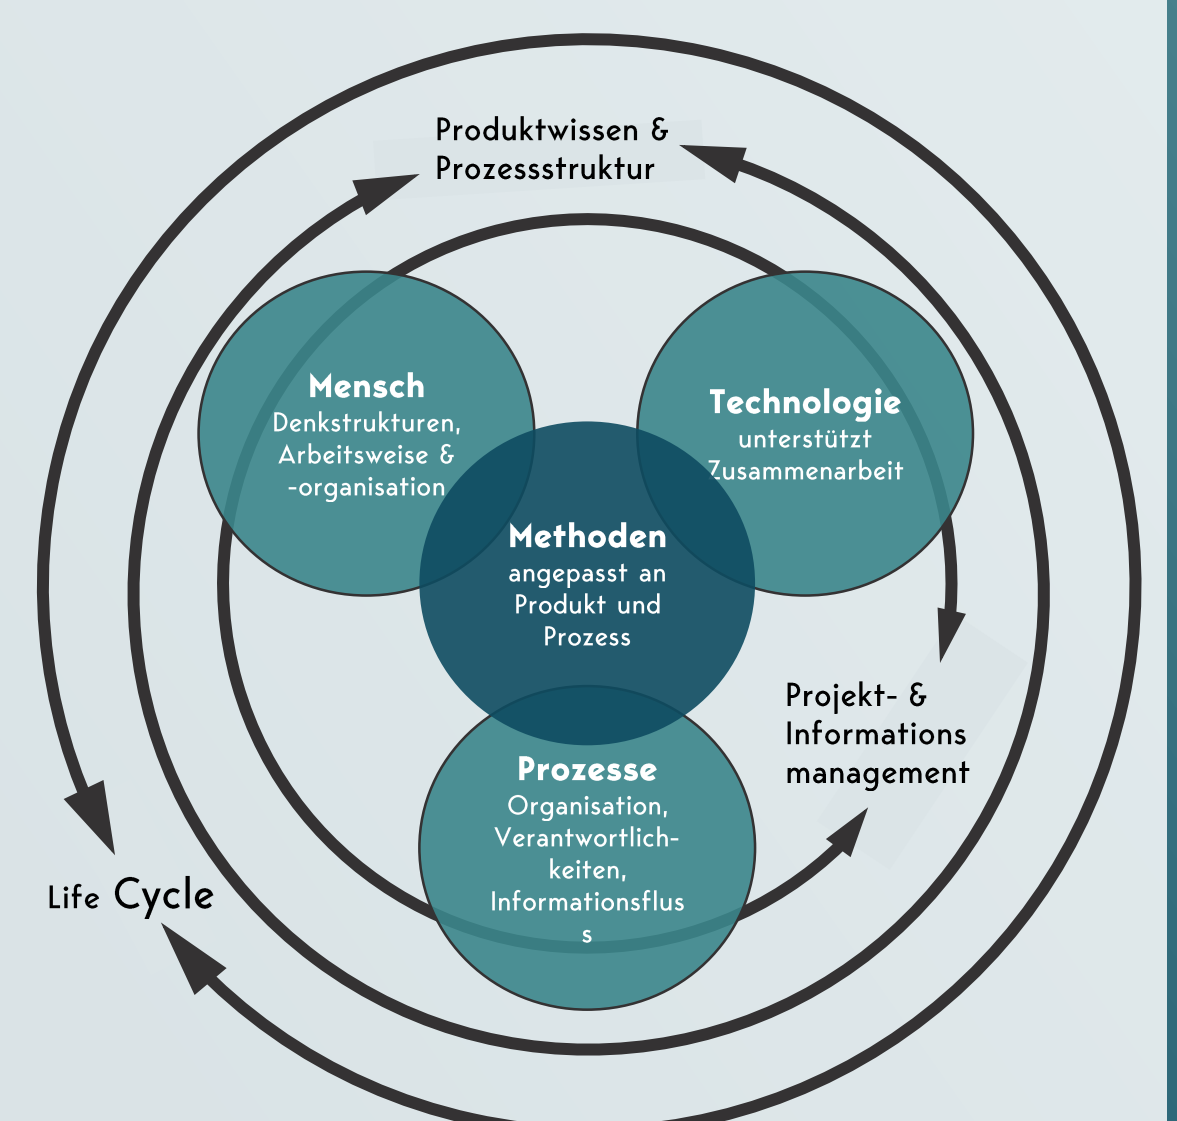 Produktwissen &
Prozessstruktur
Mensch
Denkstrukturen,
Arbeitsweise &
-organisation
Technologie
unterstützt
Zusammenarbeit
Methoden
angepasst an
Produkt und
Prozess
Projekt- &
Informations
management
Prozesse
Organisation,
Verantwortlich-
keiten,
Informationsflus
s
Life Cycle